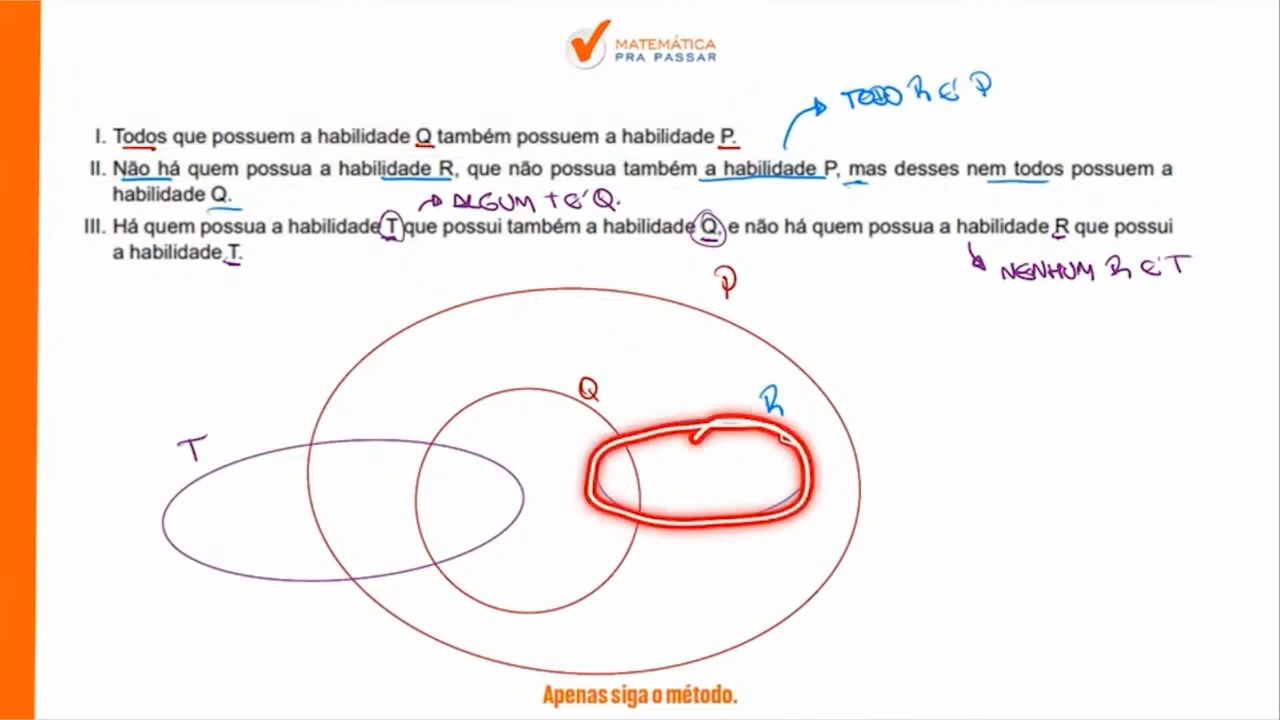 MATEMÁTICA
PRA PASSAR
TODO R É P
I. Todos que possuem a habilidade Q também possuem a habilidade P.
II. Não há quem possua a habilidade R, que não possua também a habilidade P, mas desses nem todos possuem a
habilidade Q.
ALGUM T É Q.
III. Há quem possua a habilidade T que possui também a habilidade Q, e não há quem possua a habilidade R que possui
a habilidade T.
NENHUM R É T
P
Q
R
T
Apenas siga o método.